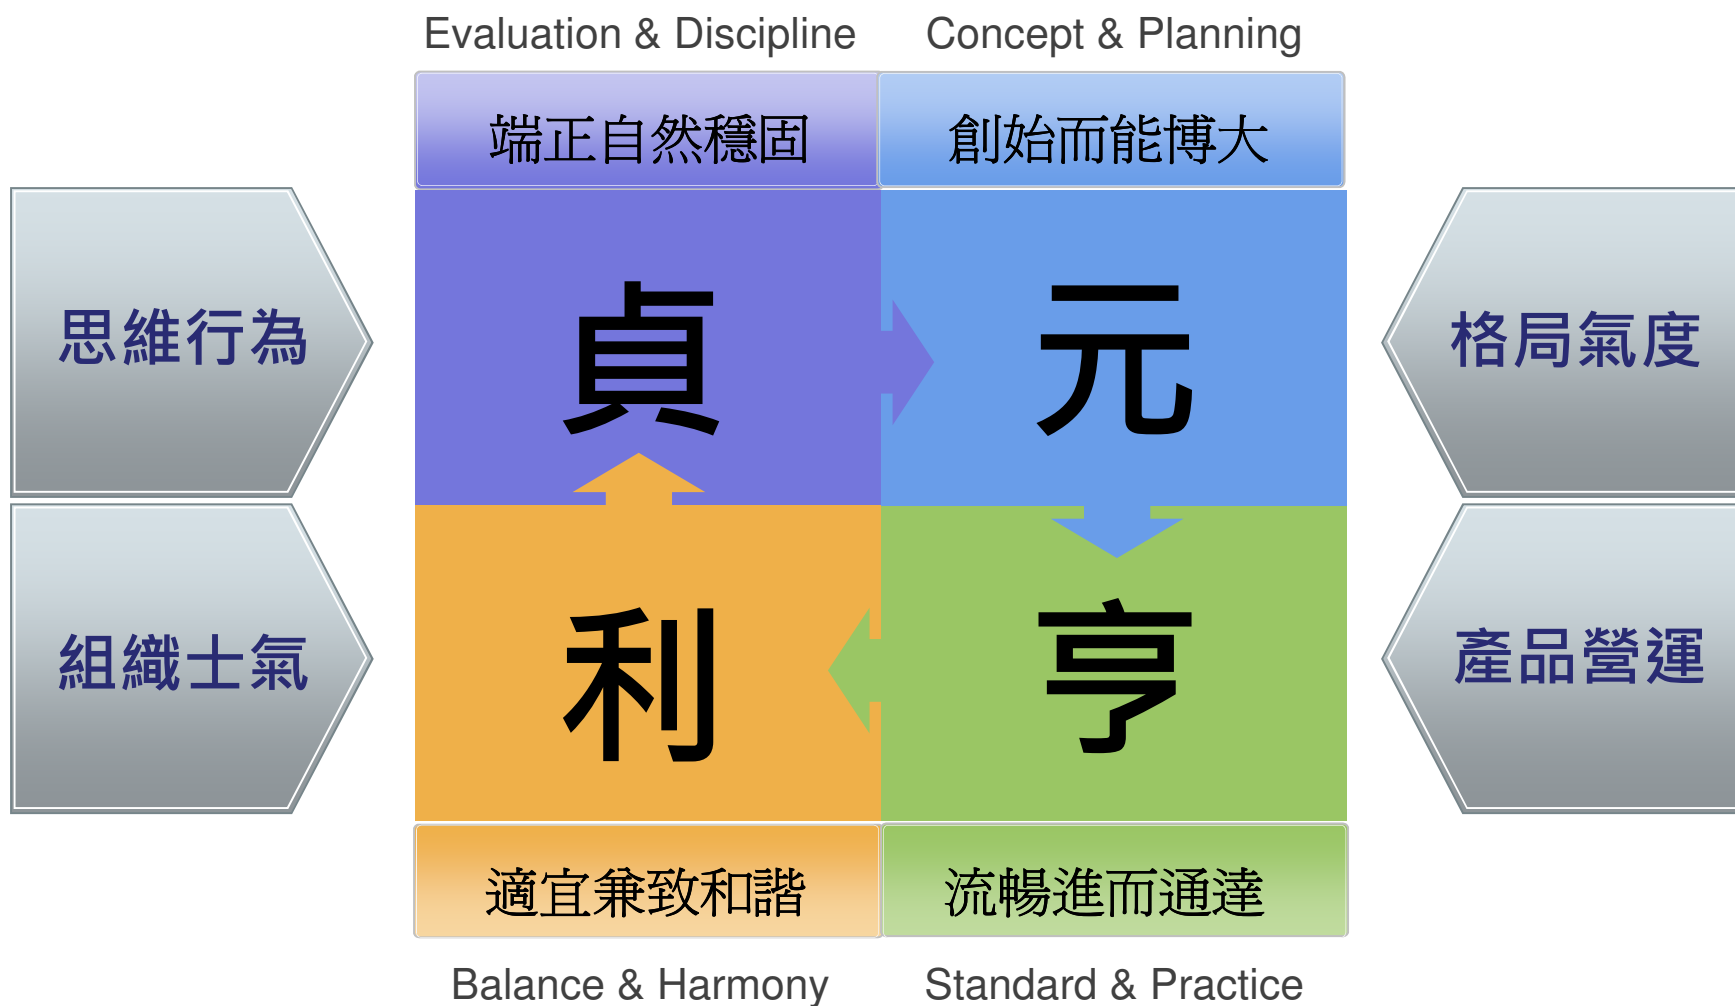 Evaluation & Discipline
Concept & Planning
端正自然穩固
創始而能博大
思維行為
貞
元
格局氣度
組織士氣
利
亨
產品營運
適宜兼致和諧
流暢進而通達
Balance & Harmony
Standard & Practice